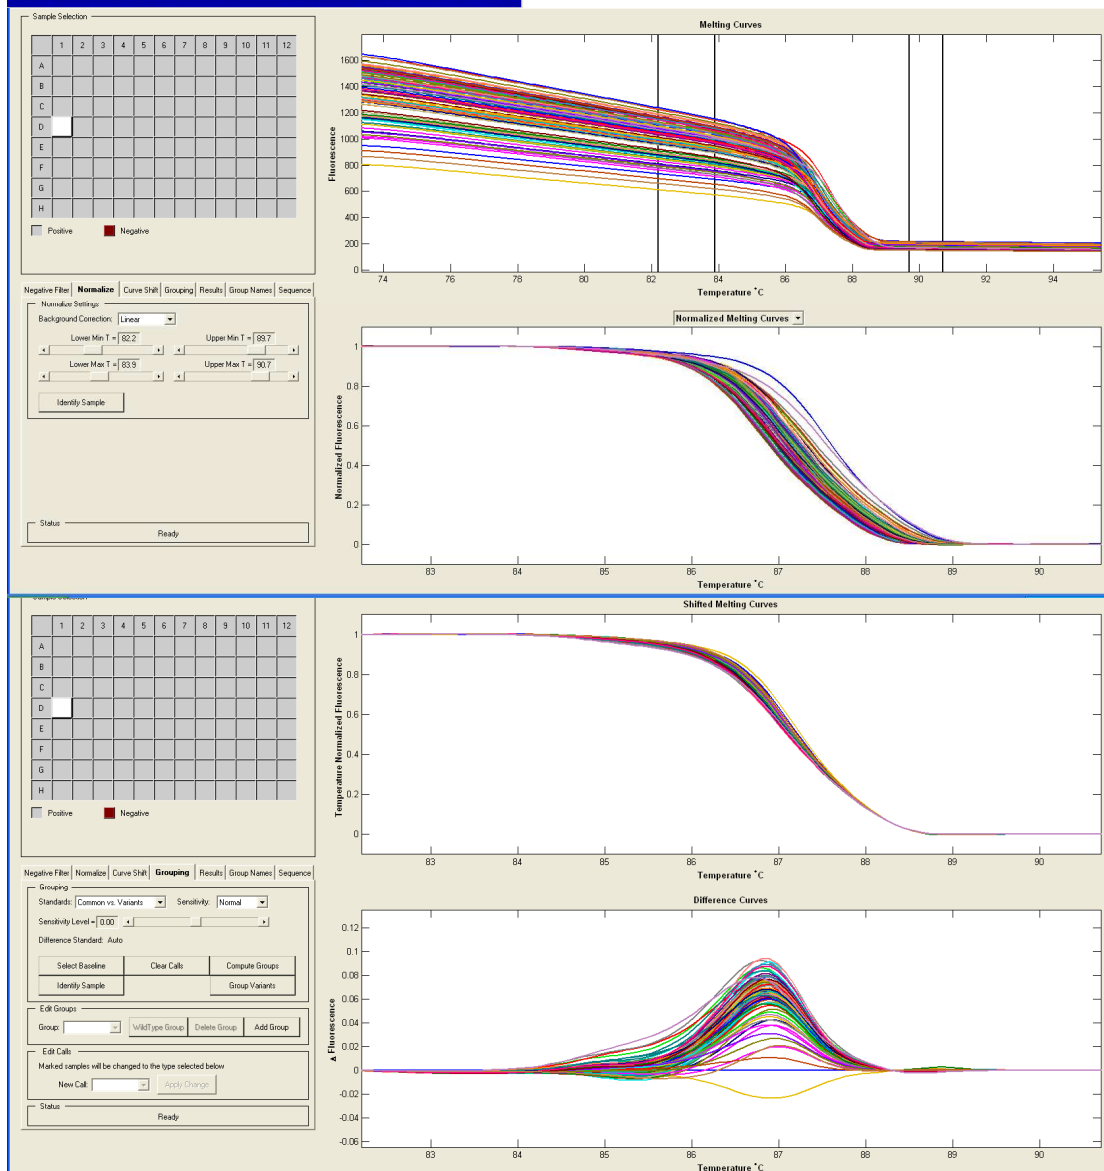 Sample Selection
1 2 3 4 5 6 7 8 9 10 11 12
A
B
C
D
E
F
G
H
Positive Negative
Negative Filter Normalize Curve Shift Grouping Results Group Names Sequence
Normalize Settings
Background Correction: Linear
Lower Min T = 82.2 Upper Min T = 89.7
Lower Max T = 83.9 Upper Max T = 90.7
Identify Sample
Status
Ready
Melting Curves
Fluorescence
1600
1400
1200
1000
800
600
400
200
0
74 76 78 80 82 84 86 88 90 92 94
Temperature °C
Normalized Melting Curves
Normalized Fluorescence
1
0.8
0.6
0.4
0.2
0
83 84 85 86 87 88 89 90
Temperature °C
Sample Selection
1 2 3 4 5 6 7 8 9 10 11 12
A
B
C
D
E
F
G
H
Positive Negative
Negative Filter Normalize Curve Shift Grouping Results Group Names Sequence
Grouping
Standards: Common vs. Variants Sensitivity: Normal
Sensitivity Level = 0.00
Difference Standard: Auto
Select Baseline Clear Calls Compute Groups
Identify Sample Group Variants
Edit Groups
Group: WildType Group Delete Group Add Group
Edit Calls
Marked samples will be changed to the type selected below
New Call: Apply Change
Status
Ready
Shifted Melting Curves
Temperature Normalized Fluorescence
1
0.8
0.6
0.4
0.2
0
83 84 85 86 87 88 89 90
Temperature °C
Difference Curves
Δ Fluorescence
0.12
0.1
0.08
0.06
0.04
0.02
0
-0.02
-0.04
-0.06
83 84 85 86 87 88 89 90
Temperature °C